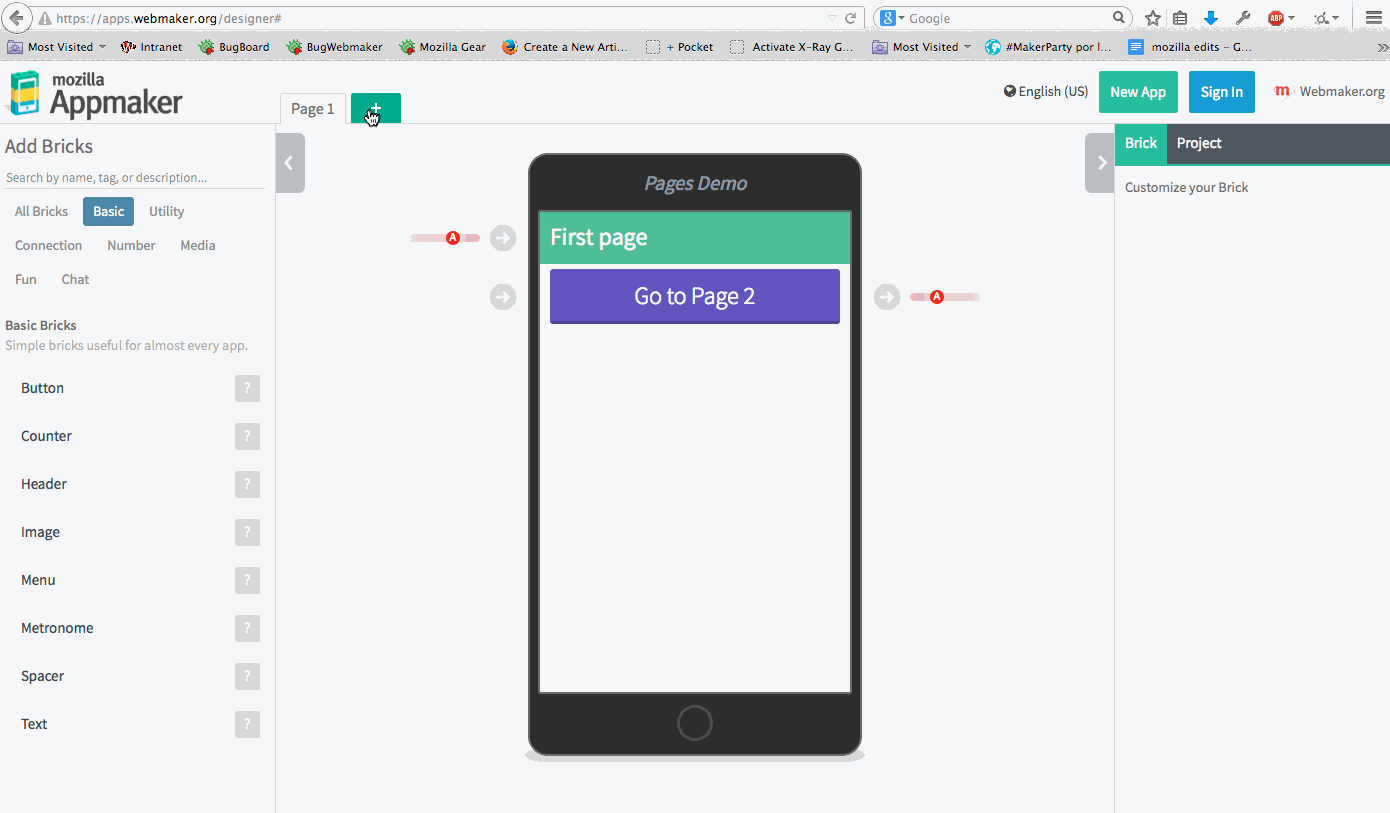 https://apps.webmaker.org/designer#
Google
Most Visited
Intranet
BugBoard
BugWebmaker
Mozilla Gear
Create a New Arti...
+ Pocket
Activate X-Ray G...
Most Visited
#MakerParty por I...
mozilla edits – G...
mozilla
Appmaker
Page 1
+
English (US)
New App
Sign In
m
Webmaker.org
Add Bricks
Search by name, tag, or description...
All Bricks
Basic
Utility
Connection
Number
Media
Fun
Chat
Basic Bricks
Simple bricks useful for almost every app.
Button
?
Counter
?
Header
?
Image
?
Menu
?
Metronome
?
Spacer
?
Text
?
Pages Demo
A
First page
Go to Page 2
A
Brick
Project
Customize your Brick
8
ABP